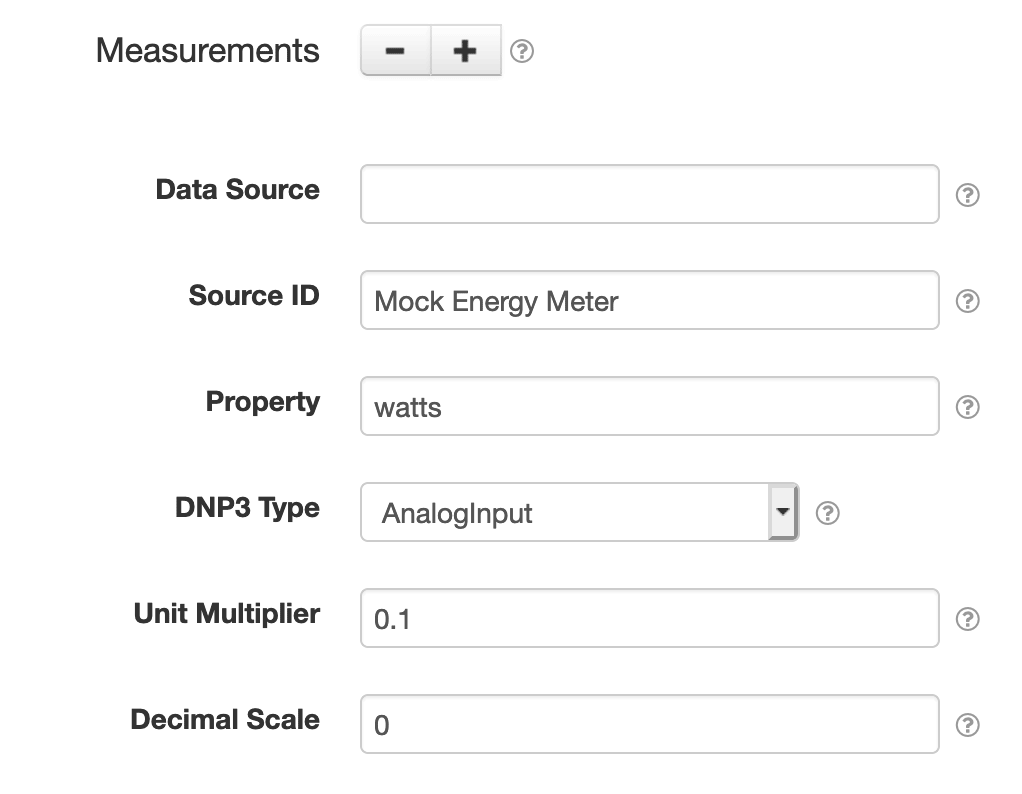 Measurements - + ?
Data Source ?
Source ID Mock Energy Meter ?
Property watts ?
DNP3 Type AnalogInput ?
Unit Multiplier 0.1 ?
Decimal Scale 0 ?